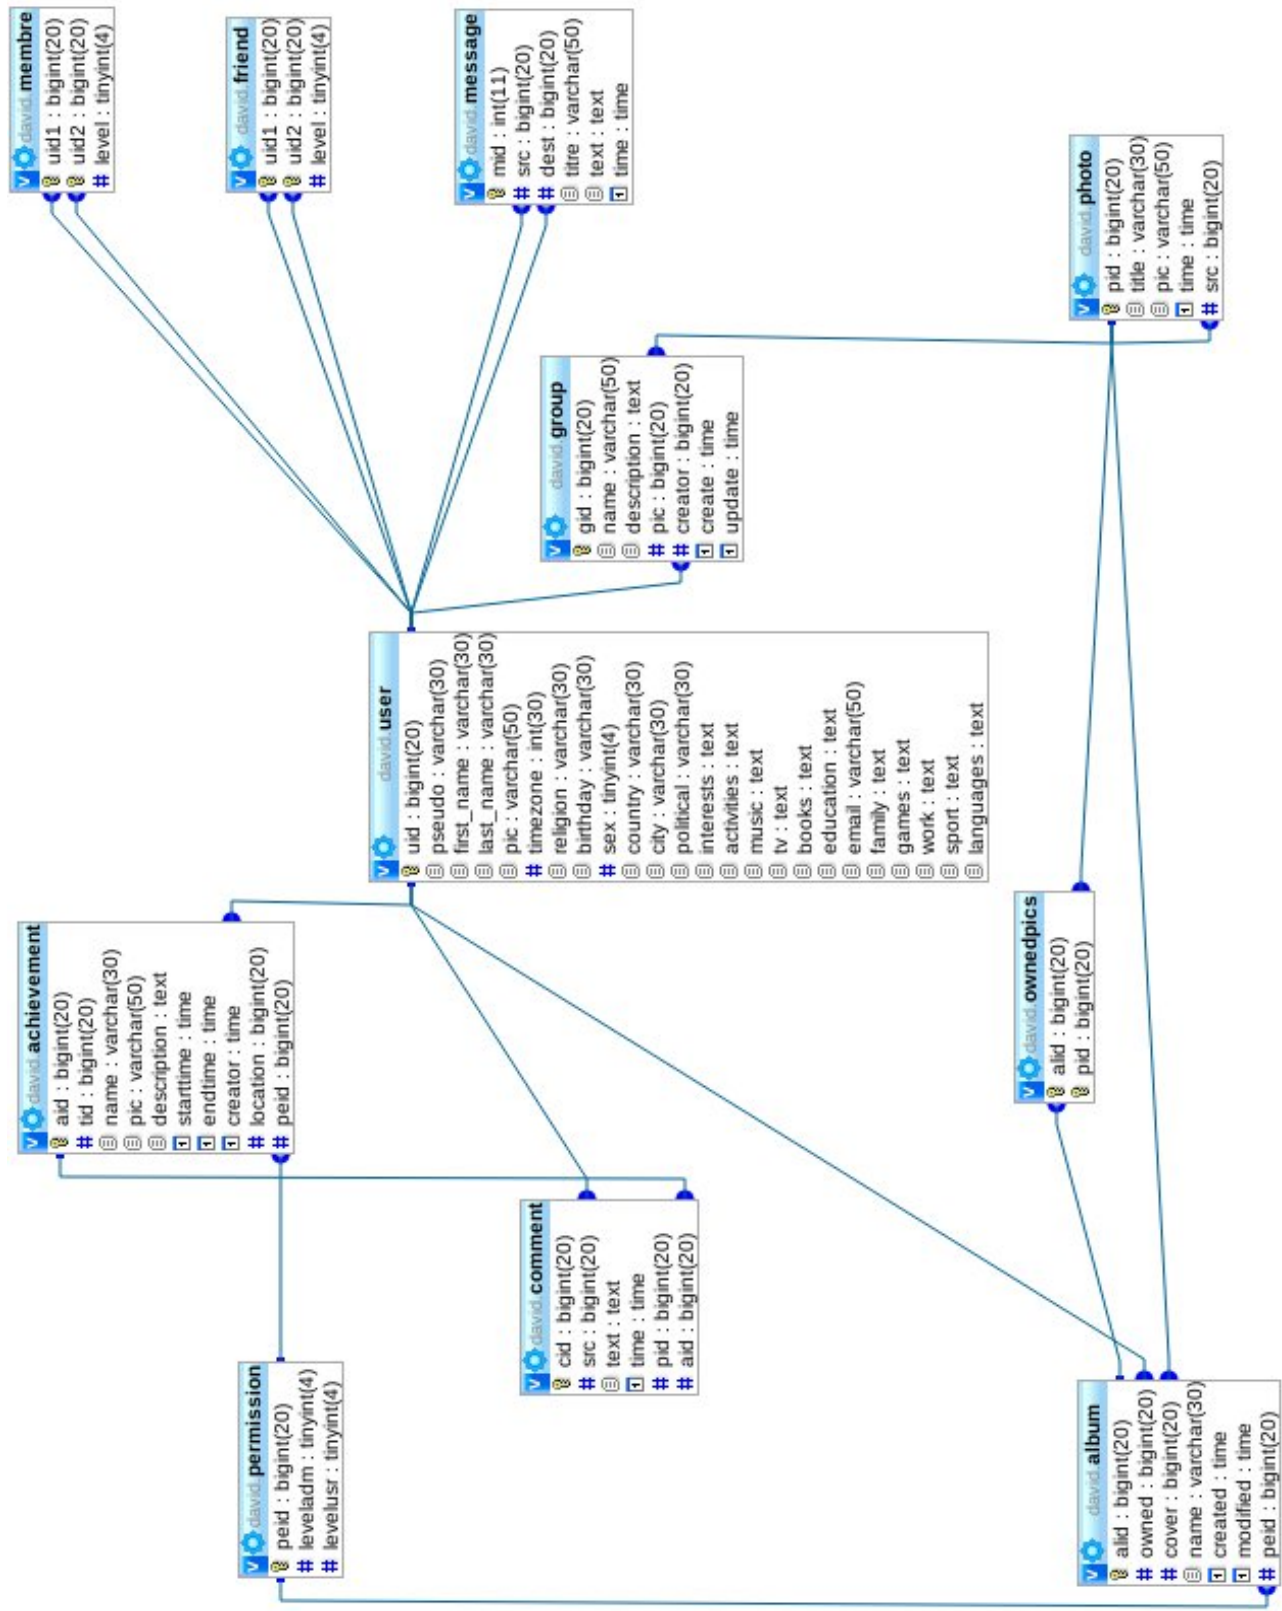 david.membre
uid1 : bigint(20)
uid2 : bigint(20)
level : tinyint(4)
david.friend
uid1 : bigint(20)
uid2 : bigint(20)
level : tinyint(4)
david.message
mid : int(11)
src : bigint(20)
dest : bigint(20)
titre : varchar(50)
text : text
time : time
david.photo
pid : bigint(20)
title : varchar(30)
pic : varchar(50)
time : time
src : bigint(20)
david.group
gid : bigint(20)
name : varchar(50)
description : text
pic : bigint(20)
creator : bigint(20)
create : time
update : time
david.user
uid : bigint(20)
pseudo : varchar(30)
first_name : varchar(30)
last_name : varchar(30)
pic : varchar(50)
timezone : int(30)
religion : varchar(30)
birthday : varchar(30)
sex : tinyint(4)
country : varchar(30)
city : varchar(30)
political : varchar(30)
interests : text
activities : text
music : text
tv : text
books : text
education : text
email : varchar(50)
family : text
games : text
work : text
sport : text
languages : text
david.achievement
aid : bigint(20)
tid : bigint(20)
name : varchar(30)
pic : varchar(50)
description : text
starttime : time
endtime : time
creator : time
location : bigint(20)
peid : bigint(20)
david.ownedpics
alid : bigint(20)
pid : bigint(20)
david.comment
cid : bigint(20)
src : bigint(20)
text : text
time : time
pid : bigint(20)
aid : bigint(20)
david.permission
peid : bigint(20)
leveladm : tinyint(4)
levelusr : tinyint(4)
david.album
alid : bigint(20)
owned : bigint(20)
cover : bigint(20)
name : varchar(30)
created : time
modified : time
peid : bigint(20)